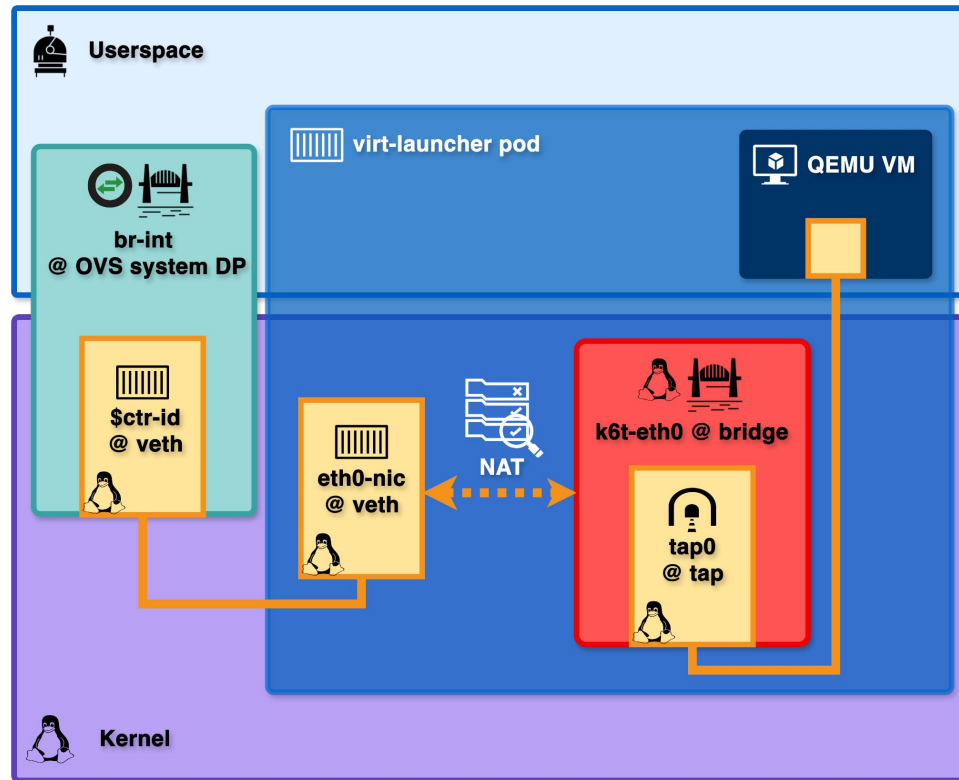 Userspace
virt-launcher pod
QEMU VM
br-int
@ OVS system DP
$ctr-id
@ veth
eth0-nic
@ veth
NAT
k6t-eth0 @ bridge
tap0
@ tap
Kernel